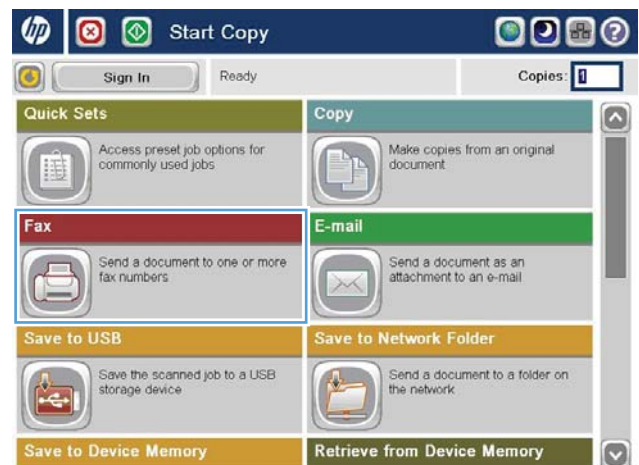 hp
Start Copy
Sign In
Ready
Copies: 1
Quick Sets
Access preset job options for
commonly used jobs
Copy
Make copies from an original
document
Fax
Send a document to one or more
fax numbers
E-mail
Send a document as an
attachment to an e-mail
Save to USB
Save the scanned job to a USB
storage device
Save to Network Folder
Send a document to a folder on
the network
Save to Device Memory
Retrieve from Device Memory